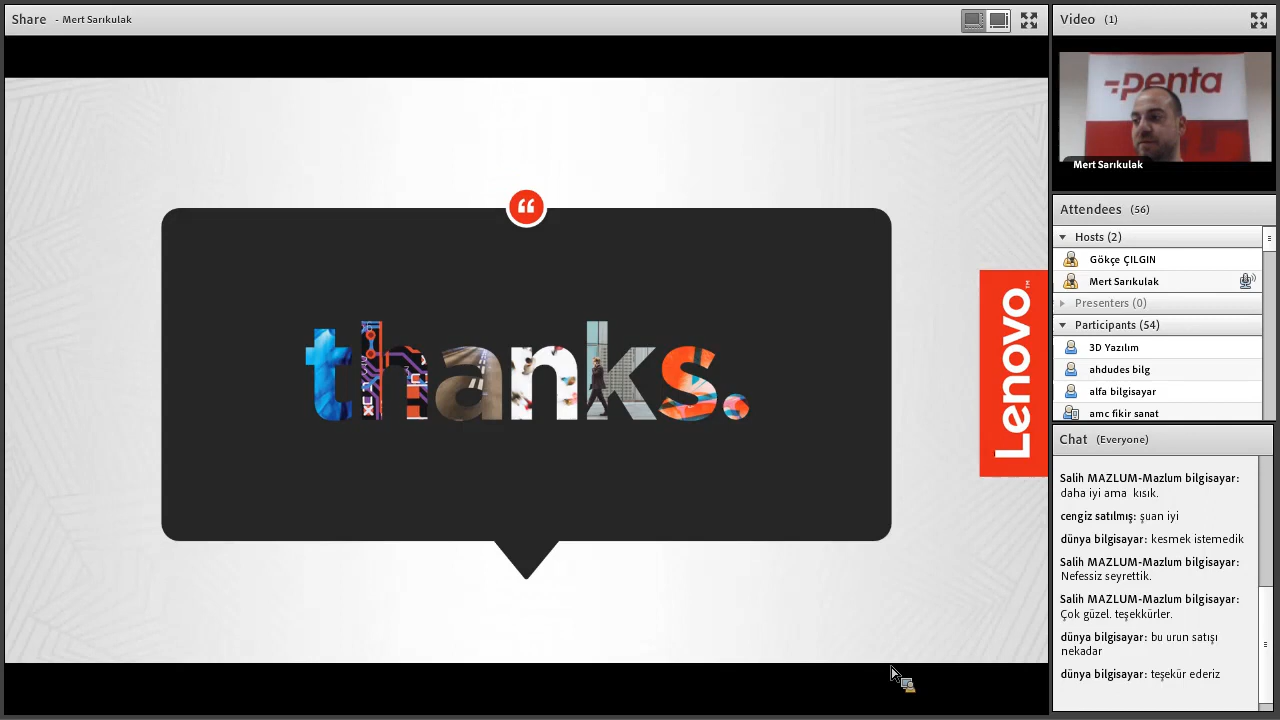 Share - Mert Sarıkulak
thanks.
Lenovo™
Video (1)
penta
Mert Sarıkulak
Attendees (56)
Hosts (2)
Gökçe ÇILGIN
Mert Sarıkulak
Presenters (0)
Participants (54)
3D Yazılım
ahdudes bilg
alfa bilgisayar
amc fikir sanat
Chat (Everyone)
Salih MAZLUM-Mazlum bilgisayar:
daha iyi ama kısık.
cengiz satılmış: şuan iyi
dünya bilgisayar: kesmek istemedik
Salih MAZLUM-Mazlum bilgisayar:
Nefessiz seyrettik.
Salih MAZLUM-Mazlum bilgisayar:
Çok güzel. teşekkürler.
dünya bilgisayar: bu urun satışı
nekadar
dünya bilgisayar: teşekür ederiz